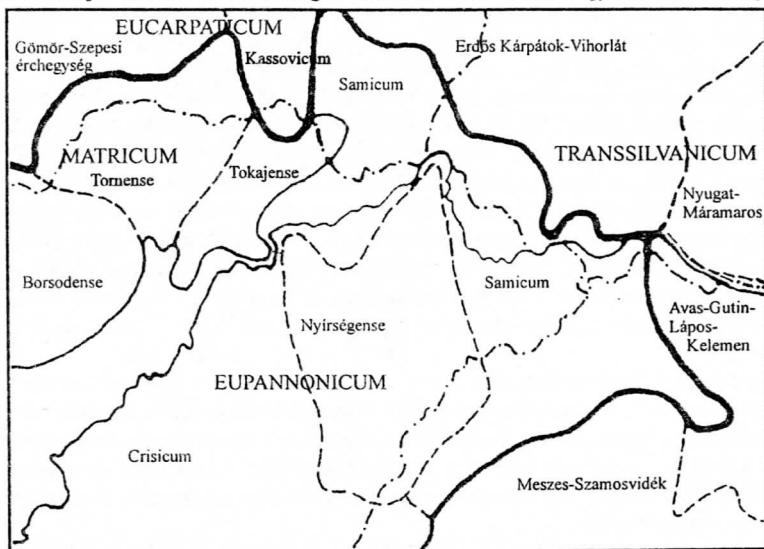 EUCARPATICUM
Gömör-Szepesi
érchegység
Kassovicum
Erdős Kárpátok-Vihorlát
Samicum
MATRICUM
Tornense
Tokajense
TRANSSILVANICUM
Nyugat-
Máramaros
Borsodense
Samicum
Nyírségense
Avas-Gutin-
Lápos-
Kelemen
EUPANNONICUM
Crisicum
Meszes-Szamosvidék